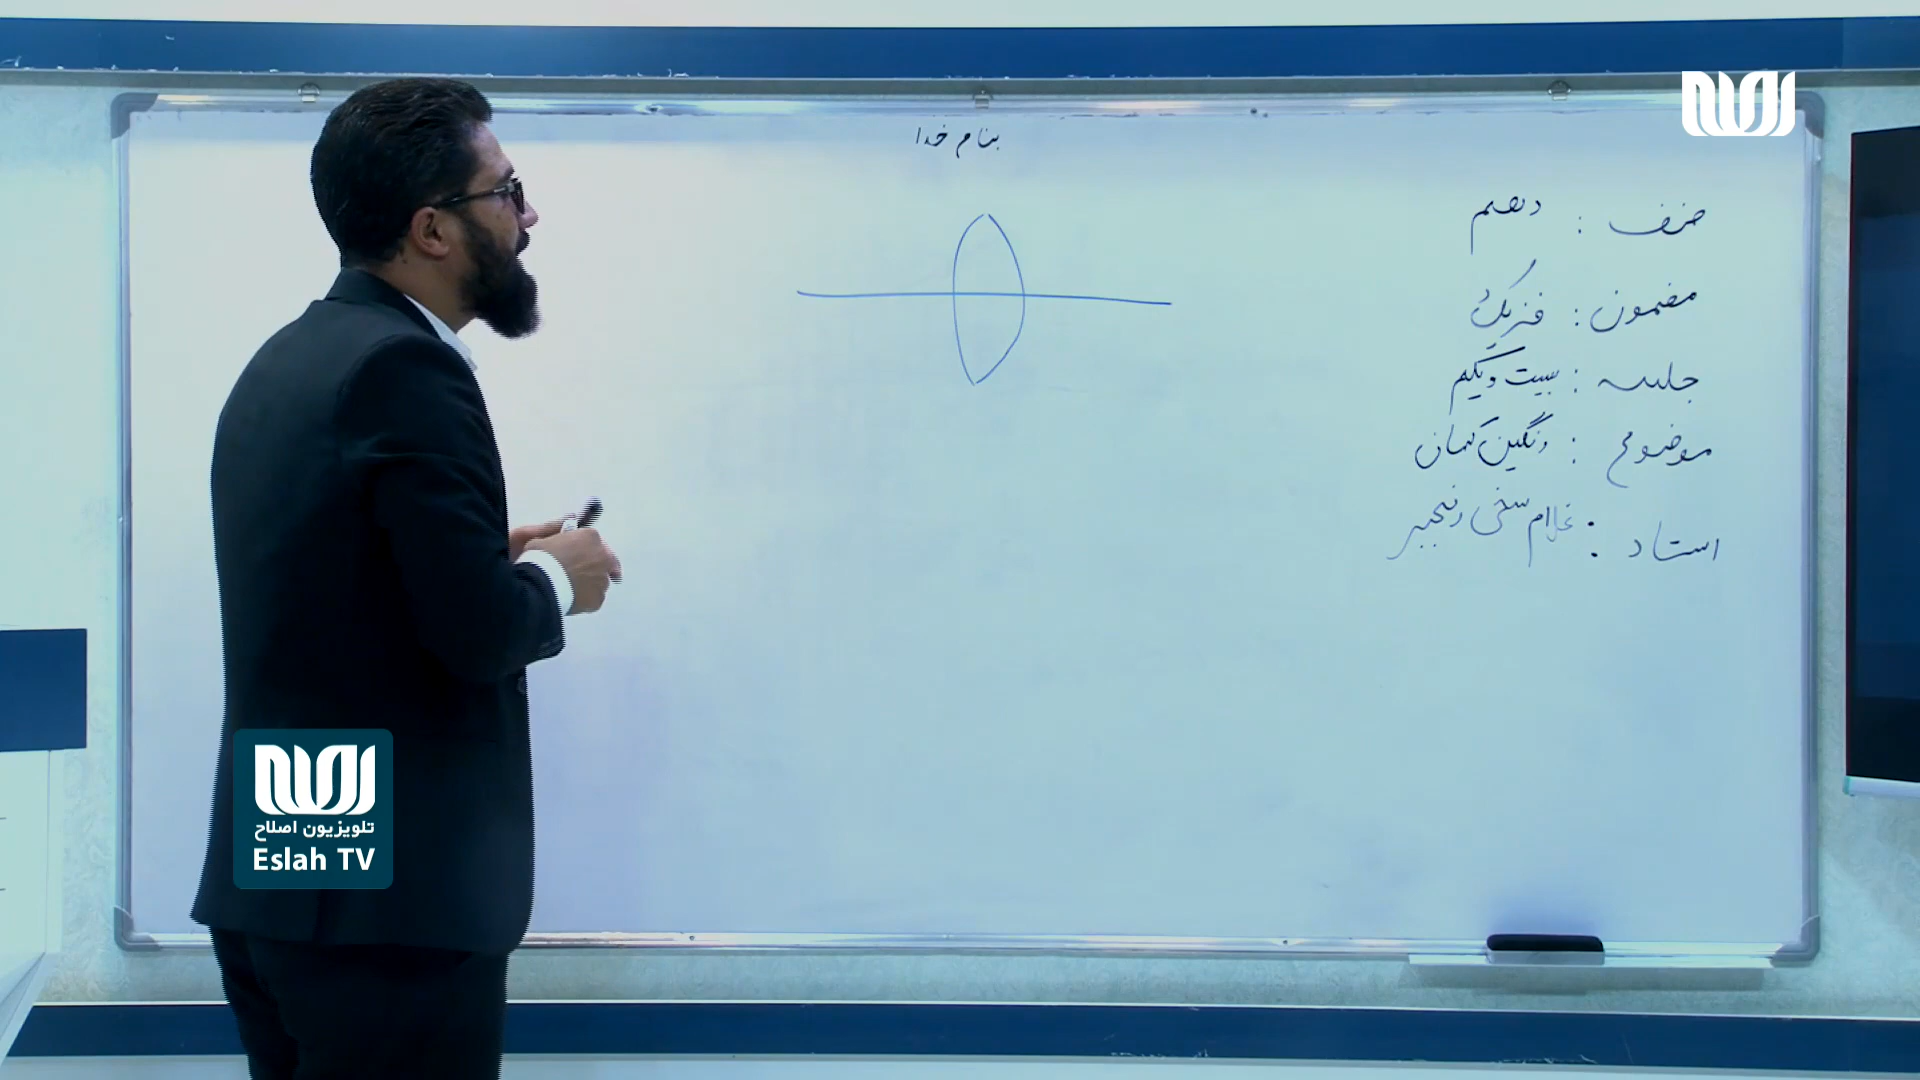 بنام خدا
صنف : دهم
مضمون : فزیک
جلسه : بیست ویکم
موضوع : رنگین کمان
استاد : غلام سخی رنجبر
تلویزیون اصلاح
Eslah TV